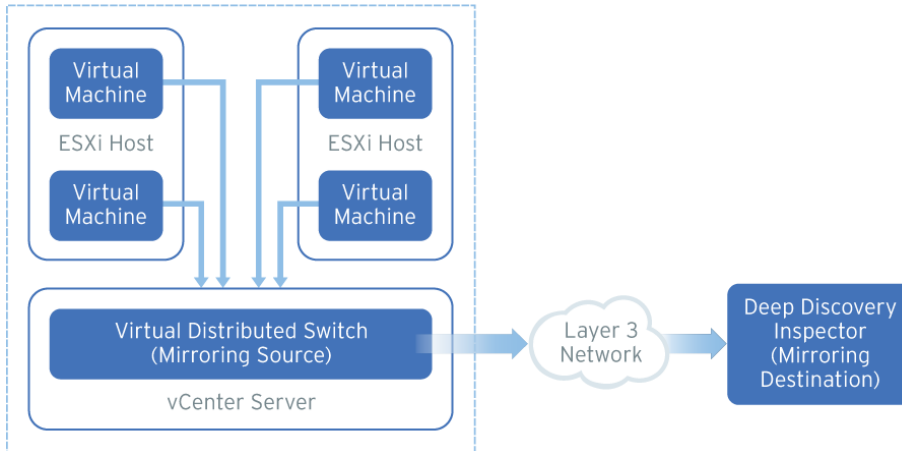 Virtual
Machine
ESXi Host
Virtual
Machine
Virtual
Machine
ESXi Host
Virtual
Machine
Virtual Distributed Switch
(Mirroring Source)
vCenter Server
Layer 3
Network
Deep Discovery
Inspector
(Mirroring
Destination)